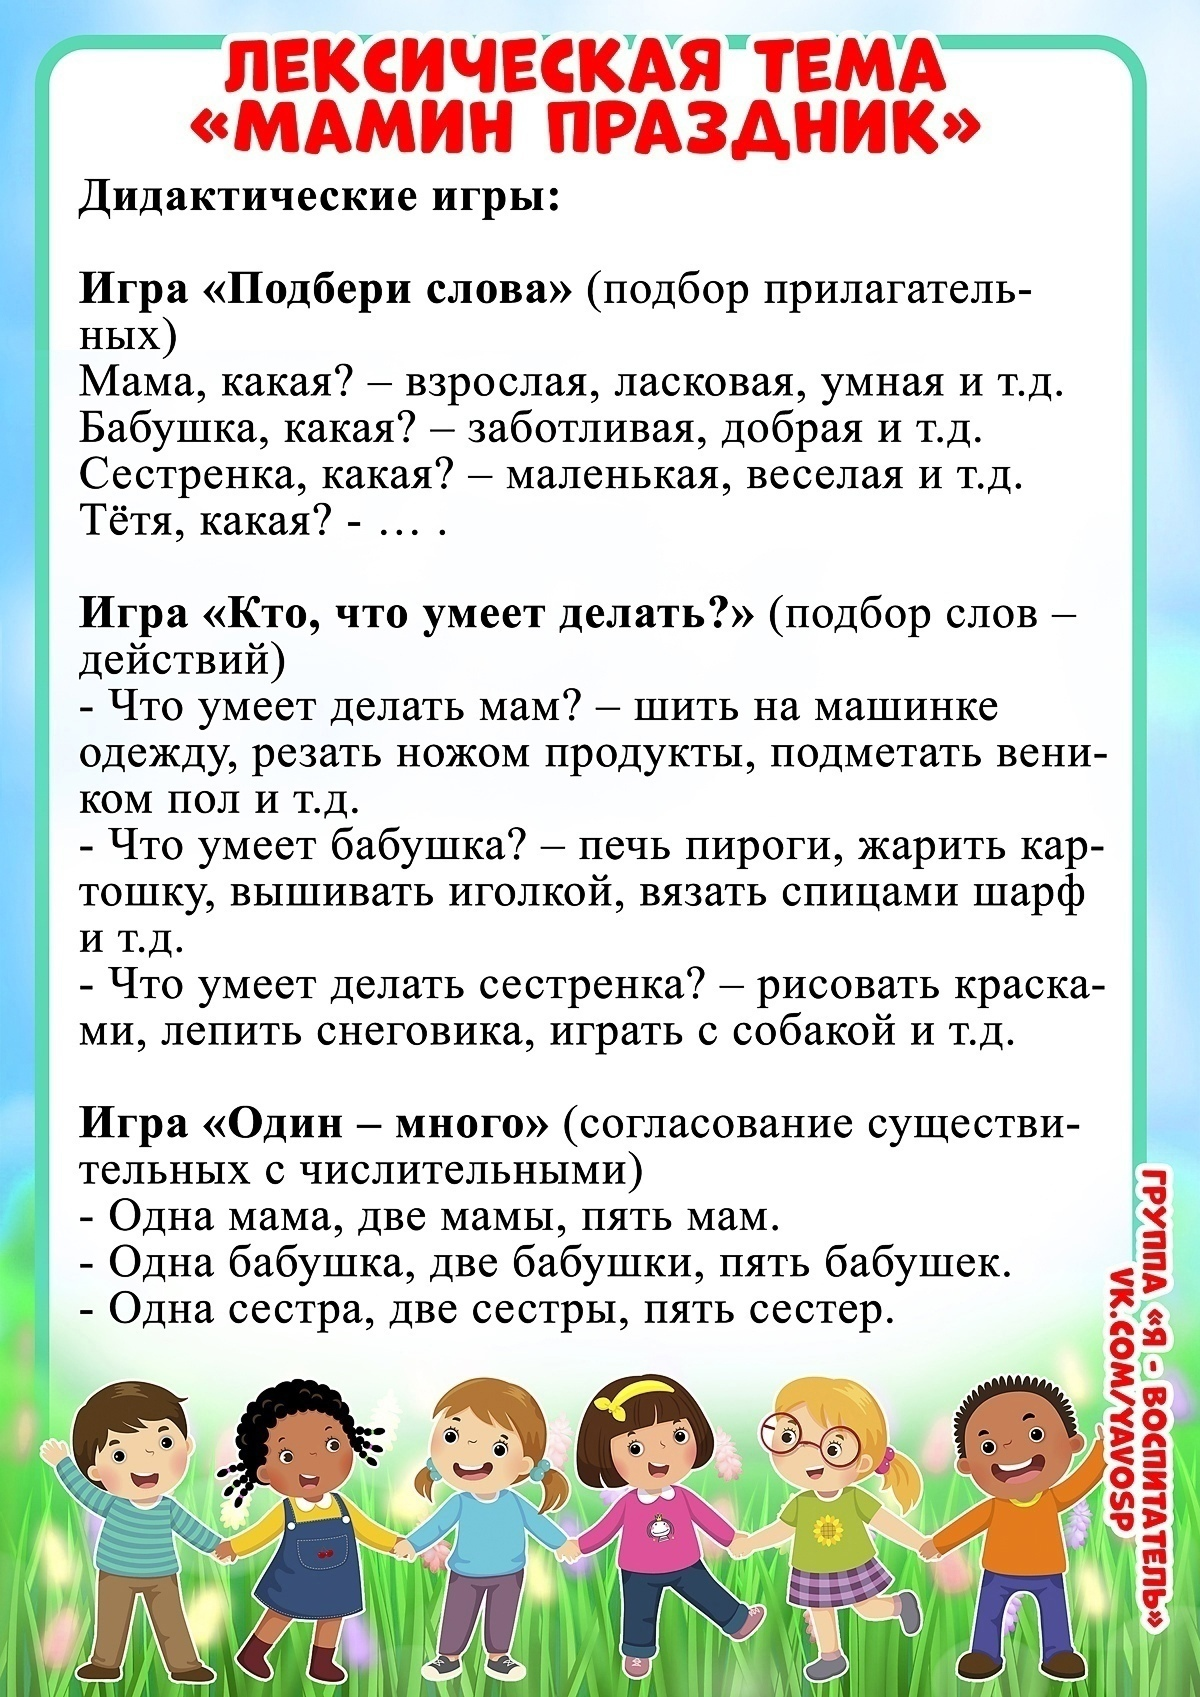 ЛЕКСИЧЕСКАЯ ТЕМА
«МАМИН ПРАЗДНИК»
Дидактические игры:
Игра «Подбери слова» (подбор прилагатель-
ных)
Мама, какая? – взрослая, ласковая, умная и т.д.
Бабушка, какая? – заботливая, добрая и т.д.
Сестренка, какая? – маленькая, веселая и т.д.
Тётя, какая? - … .
Игра «Кто, что умеет делать?» (подбор слов –
действий)
- Что умеет делать мам? – шить на машинке
одежду, резать ножом продукты, подметать вени-
ком пол и т.д.
- Что умеет бабушка? – печь пироги, жарить кар-
тошку, вышивать иголкой, вязать спицами шарф
и т.д.
- Что умеет делать сестренка? – рисовать краска-
ми, лепить снеговика, играть с собакой и т.д.
Игра «Один – много» (согласование существи-
тельных с числительными)
- Одна мама, две мамы, пять мам.
- Одна бабушка, две бабушки, пять бабушек.
- Одна сестра, две сестры, пять сестер.
ГРУППА «Я - ВОСПИТАТЕЛЬ»
VK.COM/YAVOSP